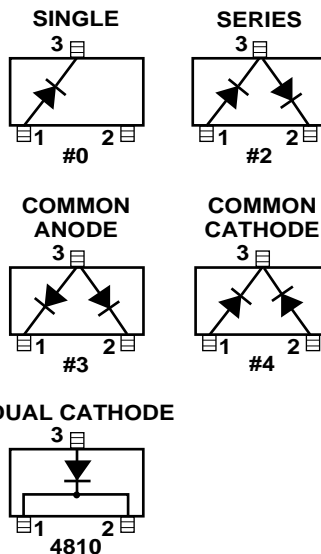 SINGLE
3
1 2
#0
SERIES
3
1 2
#2
COMMON
ANODE
3
1 2
#3
COMMON
CATHODE
3
1 2
#4
DUAL CATHODE
3
1 2
4810